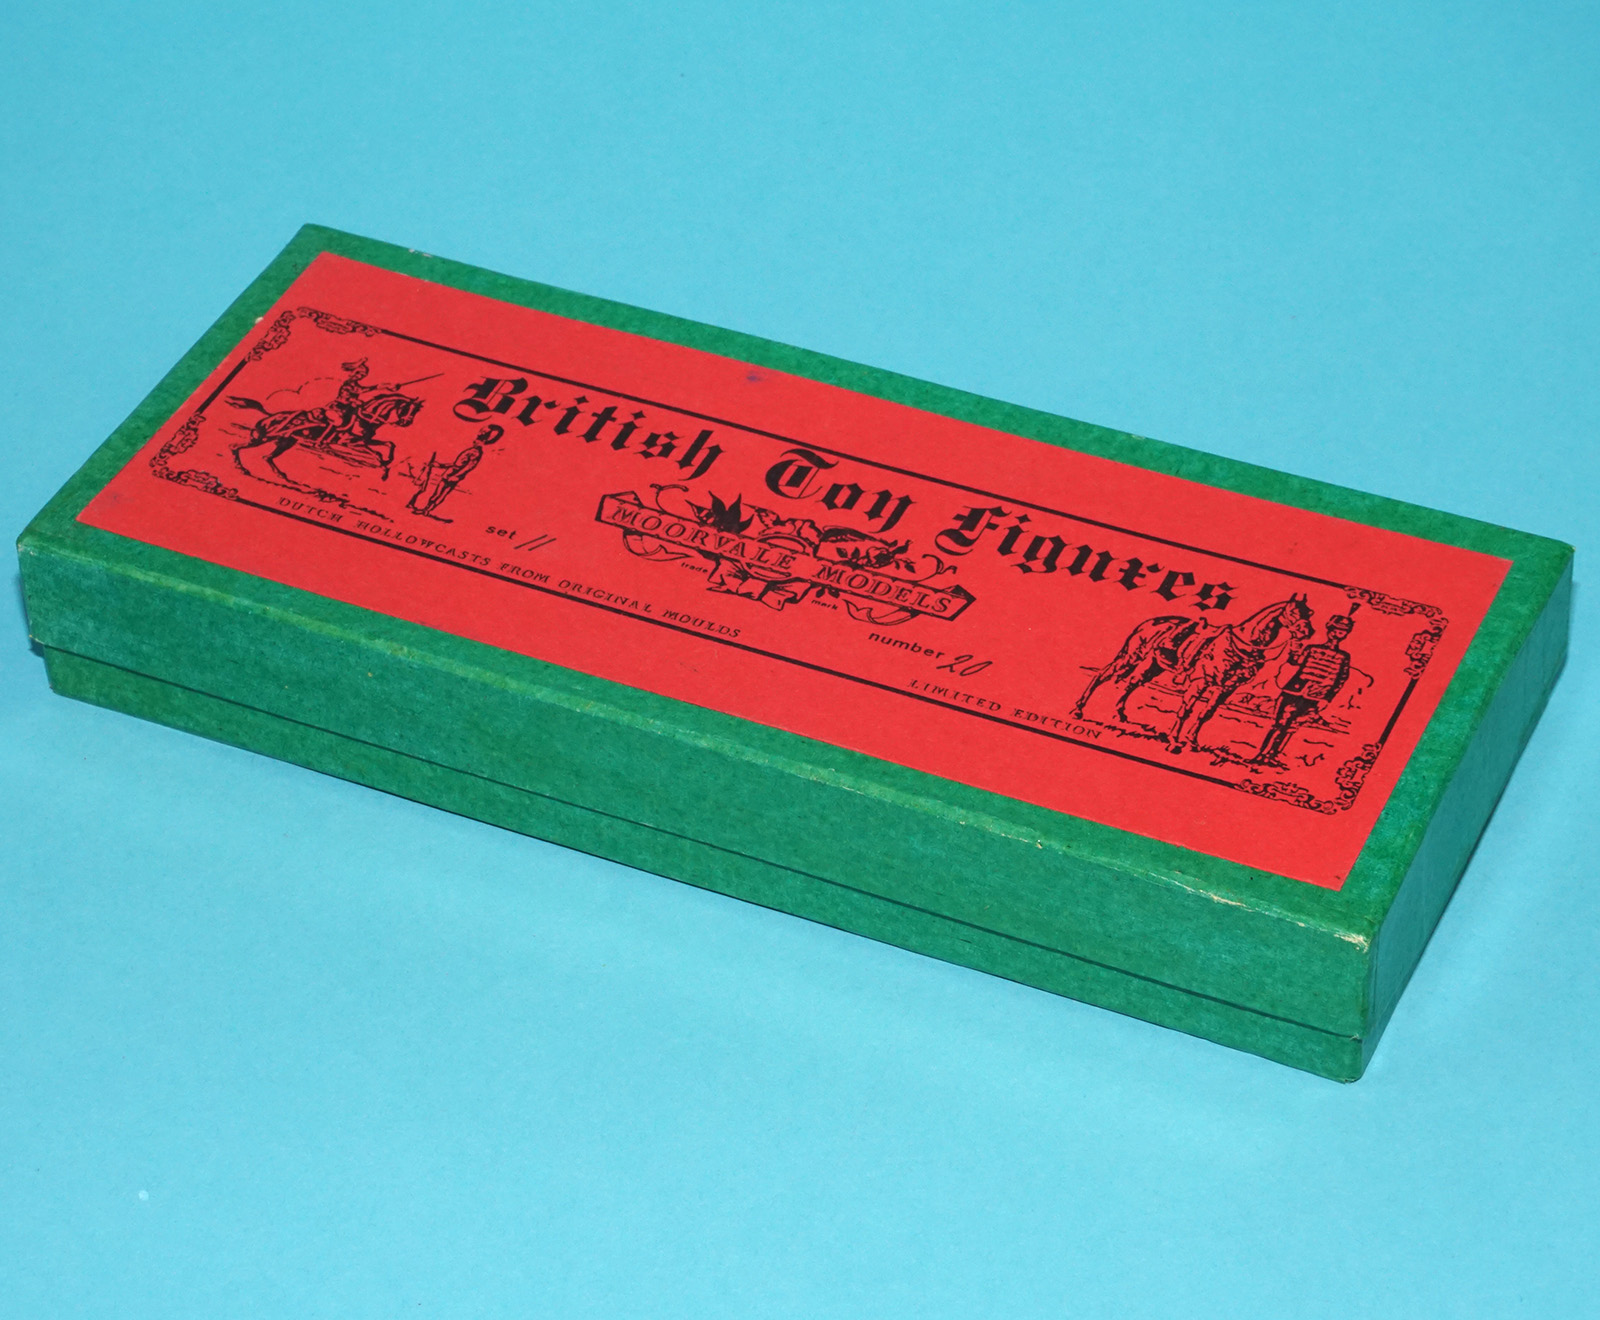 British Toy Figures
MOORVALE MODELS
trade mark
set 11
number 20
DUTCH HOLLOWCASTS FROM ORIGINAL MOULDS
LIMITED EDITION